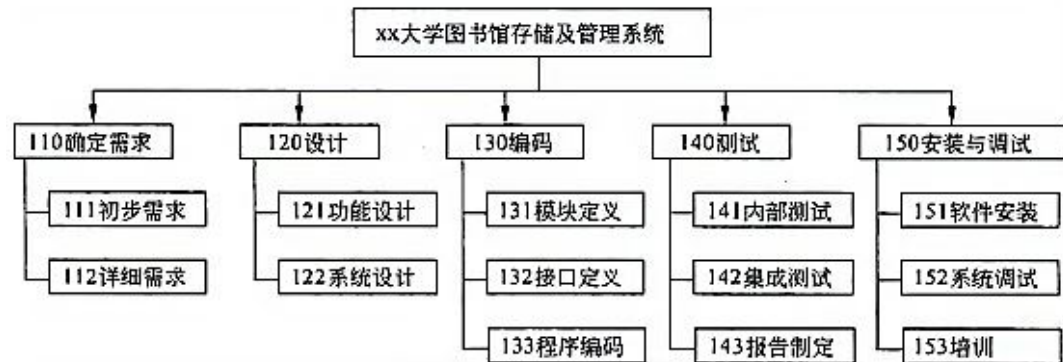 xx大学图书馆存储及管理系统
110确定需求
120设计
130编码
140测试
150安装与调试
111初步需求
121功能设计
131模块定义
141内部测试
151软件安装
112详细需求
122系统设计
132接口定义
142集成测试
152系统调试
133程序编码
143报告制定
153培训